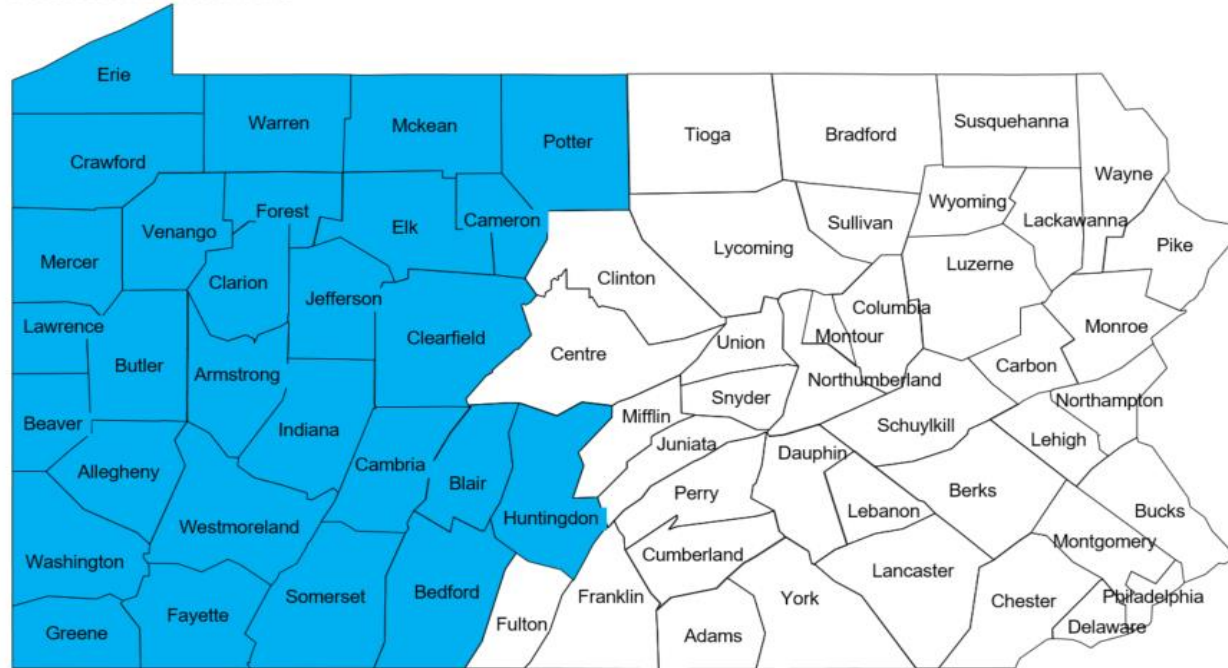 Erie
Warren
Mckean
Potter
Tioga
Bradford
Susquehanna
Wayne
Crawford
Venango
Forest
Elk
Cameron
Sullivan
Wyoming
Lackawanna
Pike
Mercer
Clarion
Jefferson
Clinton
Lycoming
Luzerne
Columbia
Monroe
Lawrence
Butler
Armstrong
Clearfield
Centre
Union
Montour
Carbon
Northumberland
Northampton
Beaver
Indiana
Mifflin
Snyder
Schuylkill
Lehigh
Allegheny
Cambria
Blair
Juniata
Dauphin
Berks
Bucks
Westmoreland
Huntingdon
Perry
Lebanon
Washington
Cumberland
Montgomery
Lancaster
Greene
Fayette
Somerset
Bedford
Fulton
Franklin
Adams
York
Chester
Philadelphia
Delaware